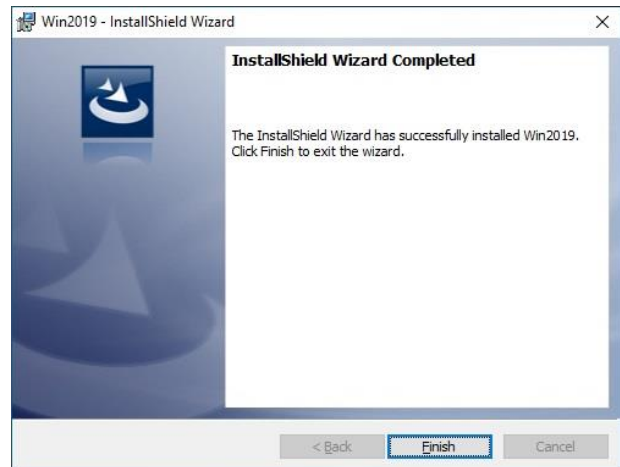 Win2019 - InstallShield Wizard
InstallShield Wizard Completed
The InstallShield Wizard has successfully installed Win2019.
Click Finish to exit the wizard.
< Back
Finish
Cancel